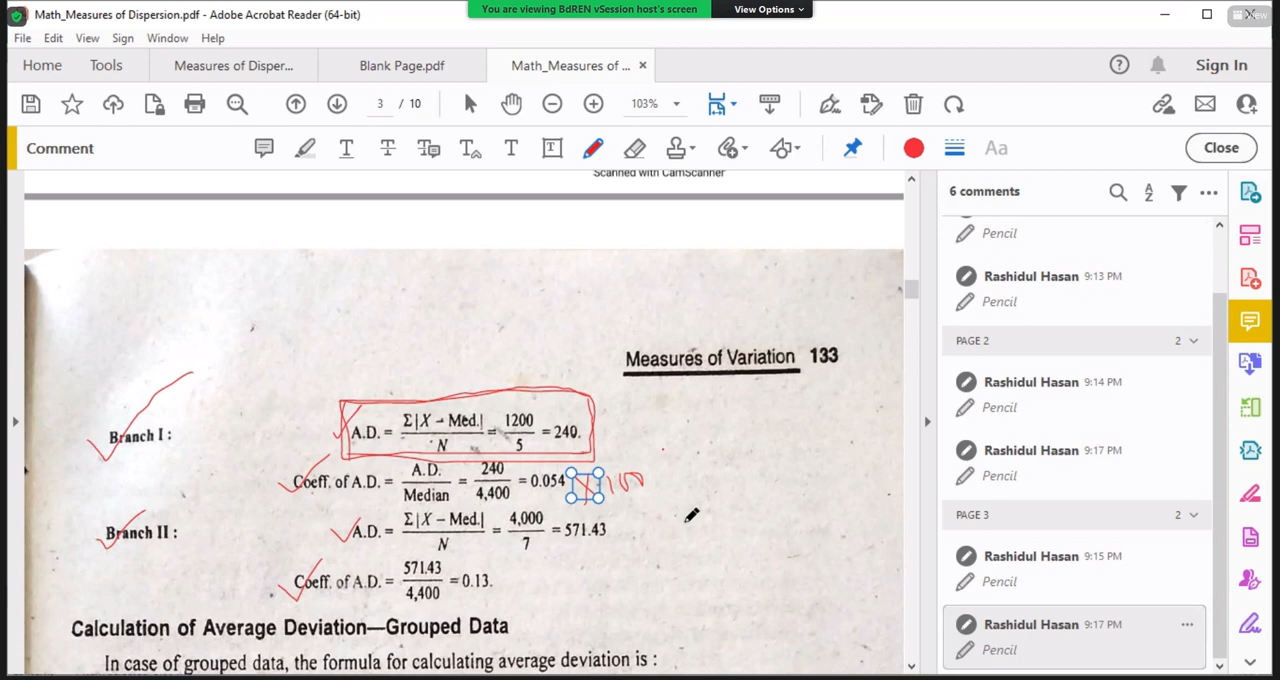 Math_Measures of Dispersion.pdf - Adobe Acrobat Reader (64-bit)
You are viewing BdREN vSession host's screen
View Options
View
File Edit View Sign Window Help
Home Tools Measures of Disper... Blank Page.pdf Math_Measures of ... × Sign In
3 / 10 103%
Comment Close
Scanned with CamScanner
6 comments
Pencil
Rashidul Hasan 9:13 PM
Pencil
PAGE 2 2
Rashidul Hasan 9:14 PM
Pencil
Rashidul Hasan 9:17 PM
Pencil
PAGE 3 2
Rashidul Hasan 9:15 PM
Pencil
Rashidul Hasan 9:17 PM
Pencil
Measures of Variation 133
Branch I : A.D. = Σ|X - Med.| / N = 1200 / 5 = 240.
Coeff. of A.D. = A.D. / Median = 240 / 4,400 = 0.054 × 100
Branch II : A.D. = Σ|X - Med.| / N = 4,000 / 7 = 571.43
Coeff. of A.D. = 571.43 / 4,400 = 0.13.
Calculation of Average Deviation—Grouped Data
In case of grouped data, the formula for calculating average deviation is :